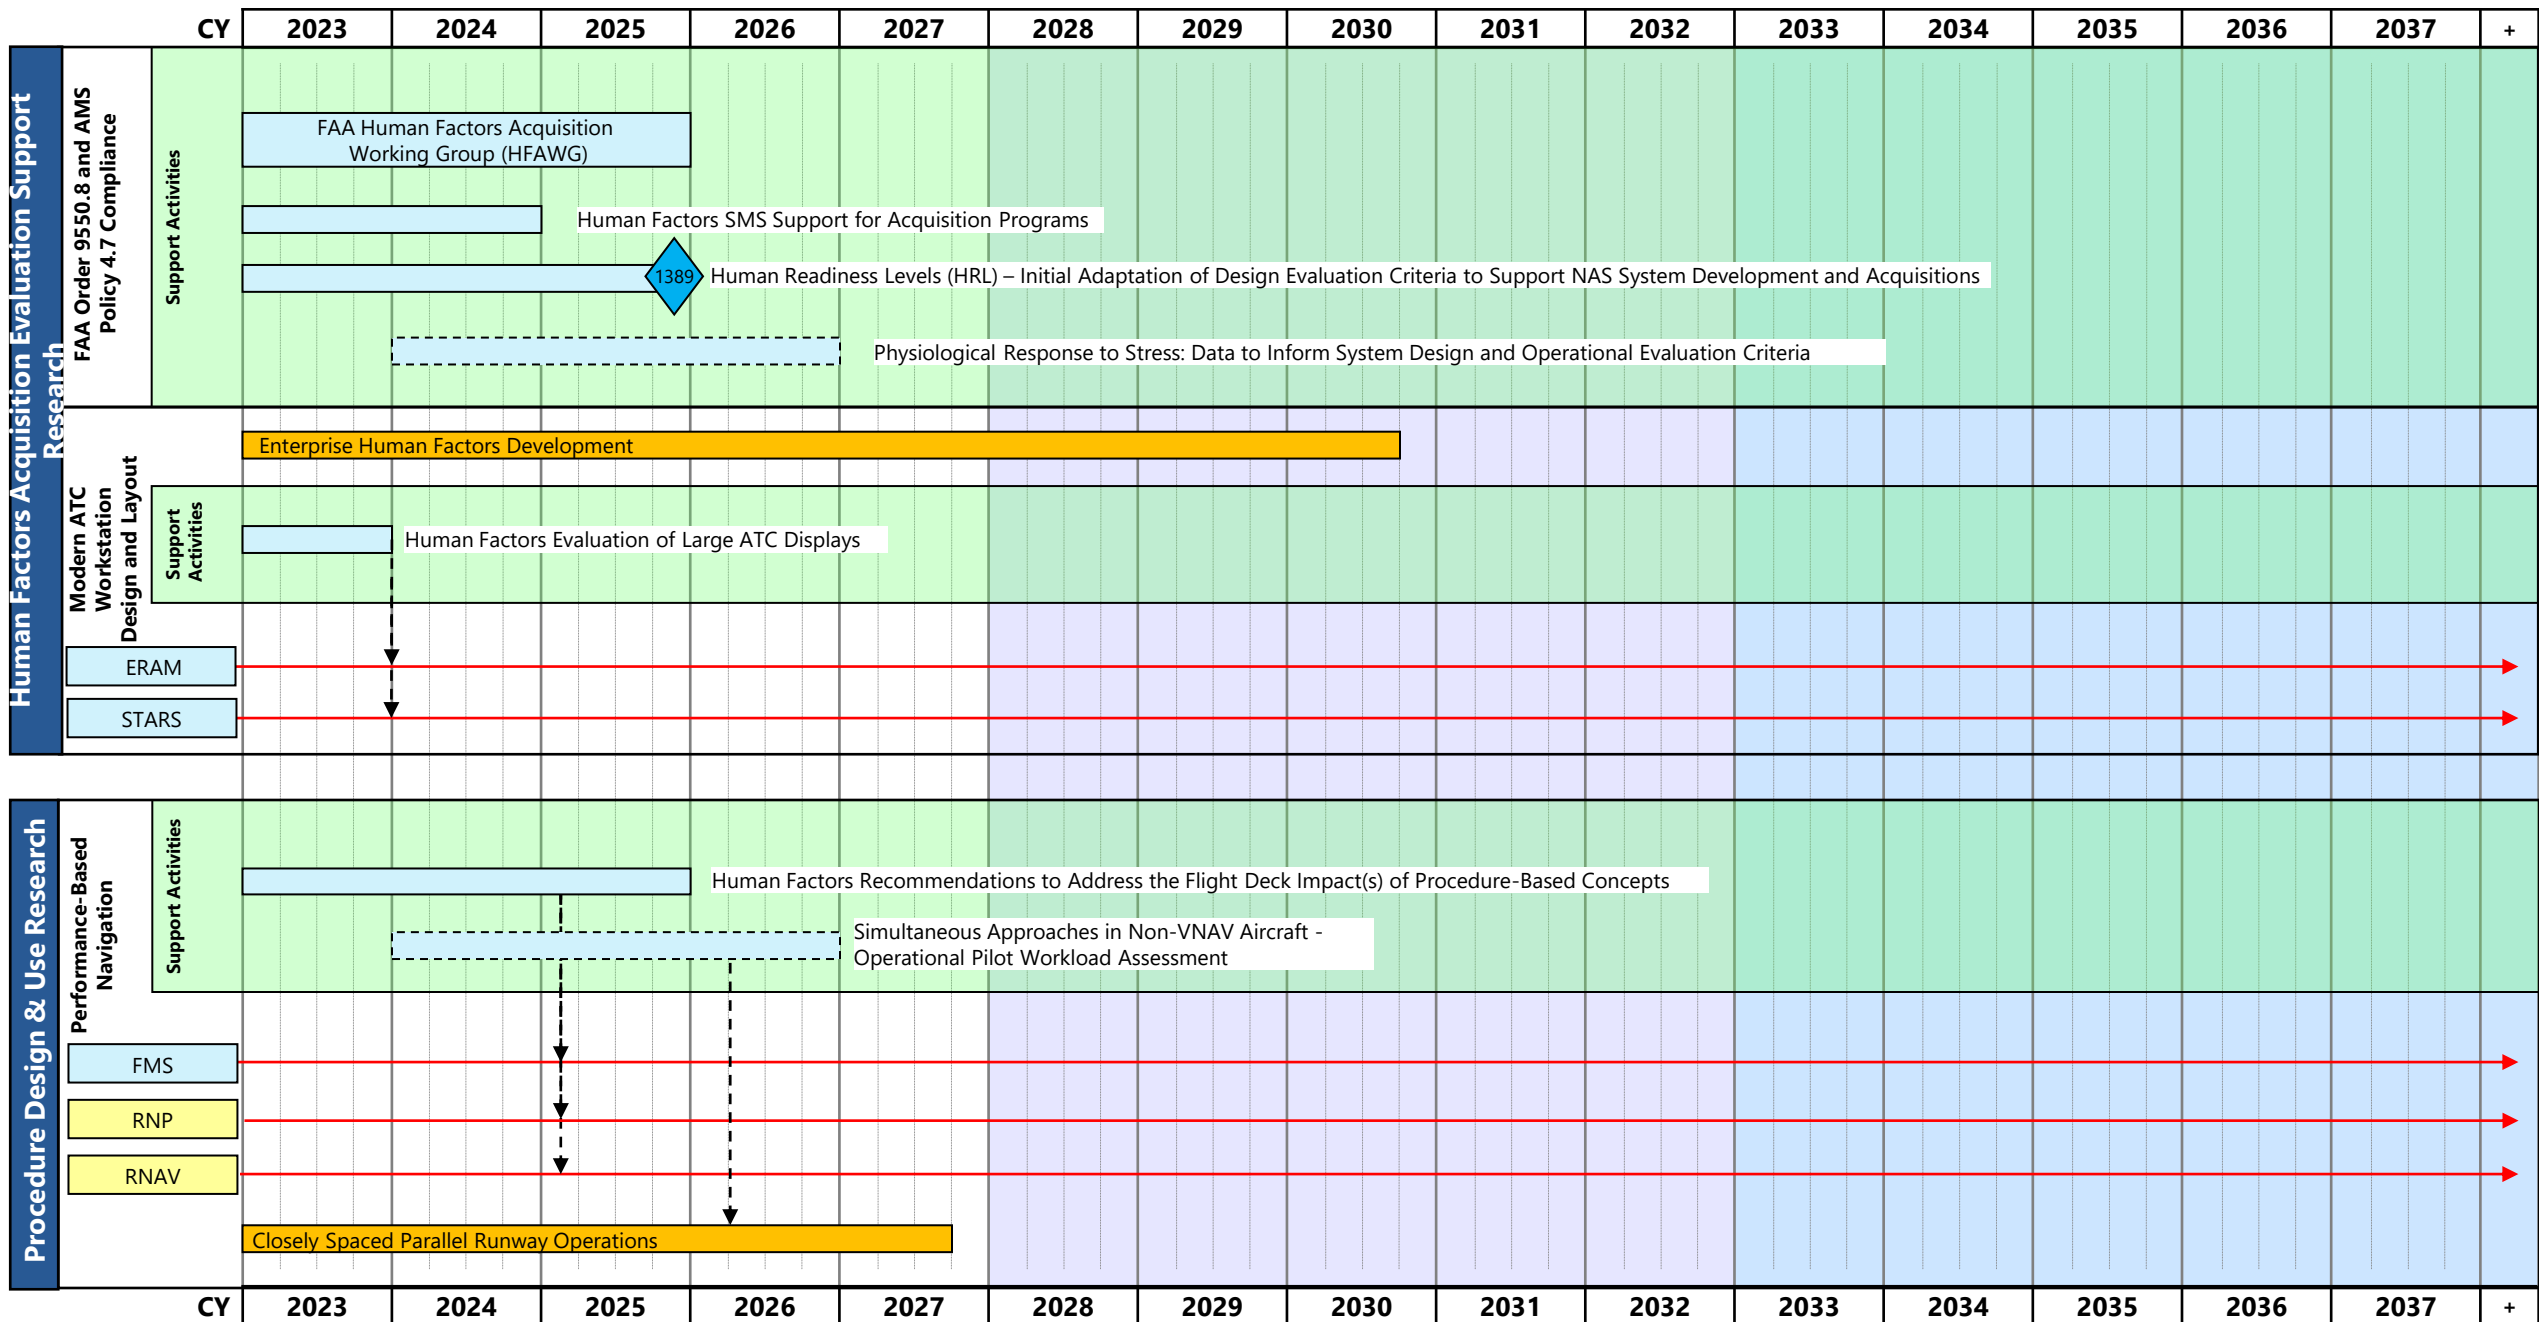 CY 2023 2024 2025 2026 2027 2028 2029 2030 2031 2032 2033 2034 2035 2036 2037 +
Human Factors Acquisition Evaluation Support
Research
FAA Order 9550.8 and AMS
Policy 4.7 Compliance
Support Activities
FAA Human Factors Acquisition
Working Group (HFAWG)
Human Factors SMS Support for Acquisition Programs
1389
Human Readiness Levels (HRL) – Initial Adaptation of Design Evaluation Criteria to Support NAS System Development and Acquisitions
Physiological Response to Stress: Data to Inform System Design and Operational Evaluation Criteria
Modern ATC
Workstation
Design and Layout
Enterprise Human Factors Development
Support
Activities
Human Factors Evaluation of Large ATC Displays
ERAM
STARS
Procedure Design & Use Research
Performance-Based
Navigation
Support Activities
Human Factors Recommendations to Address the Flight Deck Impact(s) of Procedure-Based Concepts
Simultaneous Approaches in Non-VNAV Aircraft -
Operational Pilot Workload Assessment
FMS
RNP
RNAV
Closely Spaced Parallel Runway Operations
CY 2023 2024 2025 2026 2027 2028 2029 2030 2031 2032 2033 2034 2035 2036 2037 +